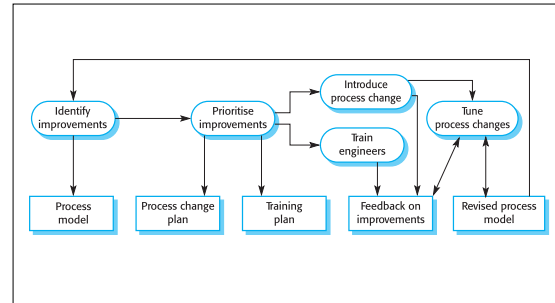 Identify
improvements
Prioritise
improvements
Introduce
process change
Train
engineers
Tune
process changes
Process
model
Process change
plan
Training
plan
Feedback on
improvements
Revised process
model